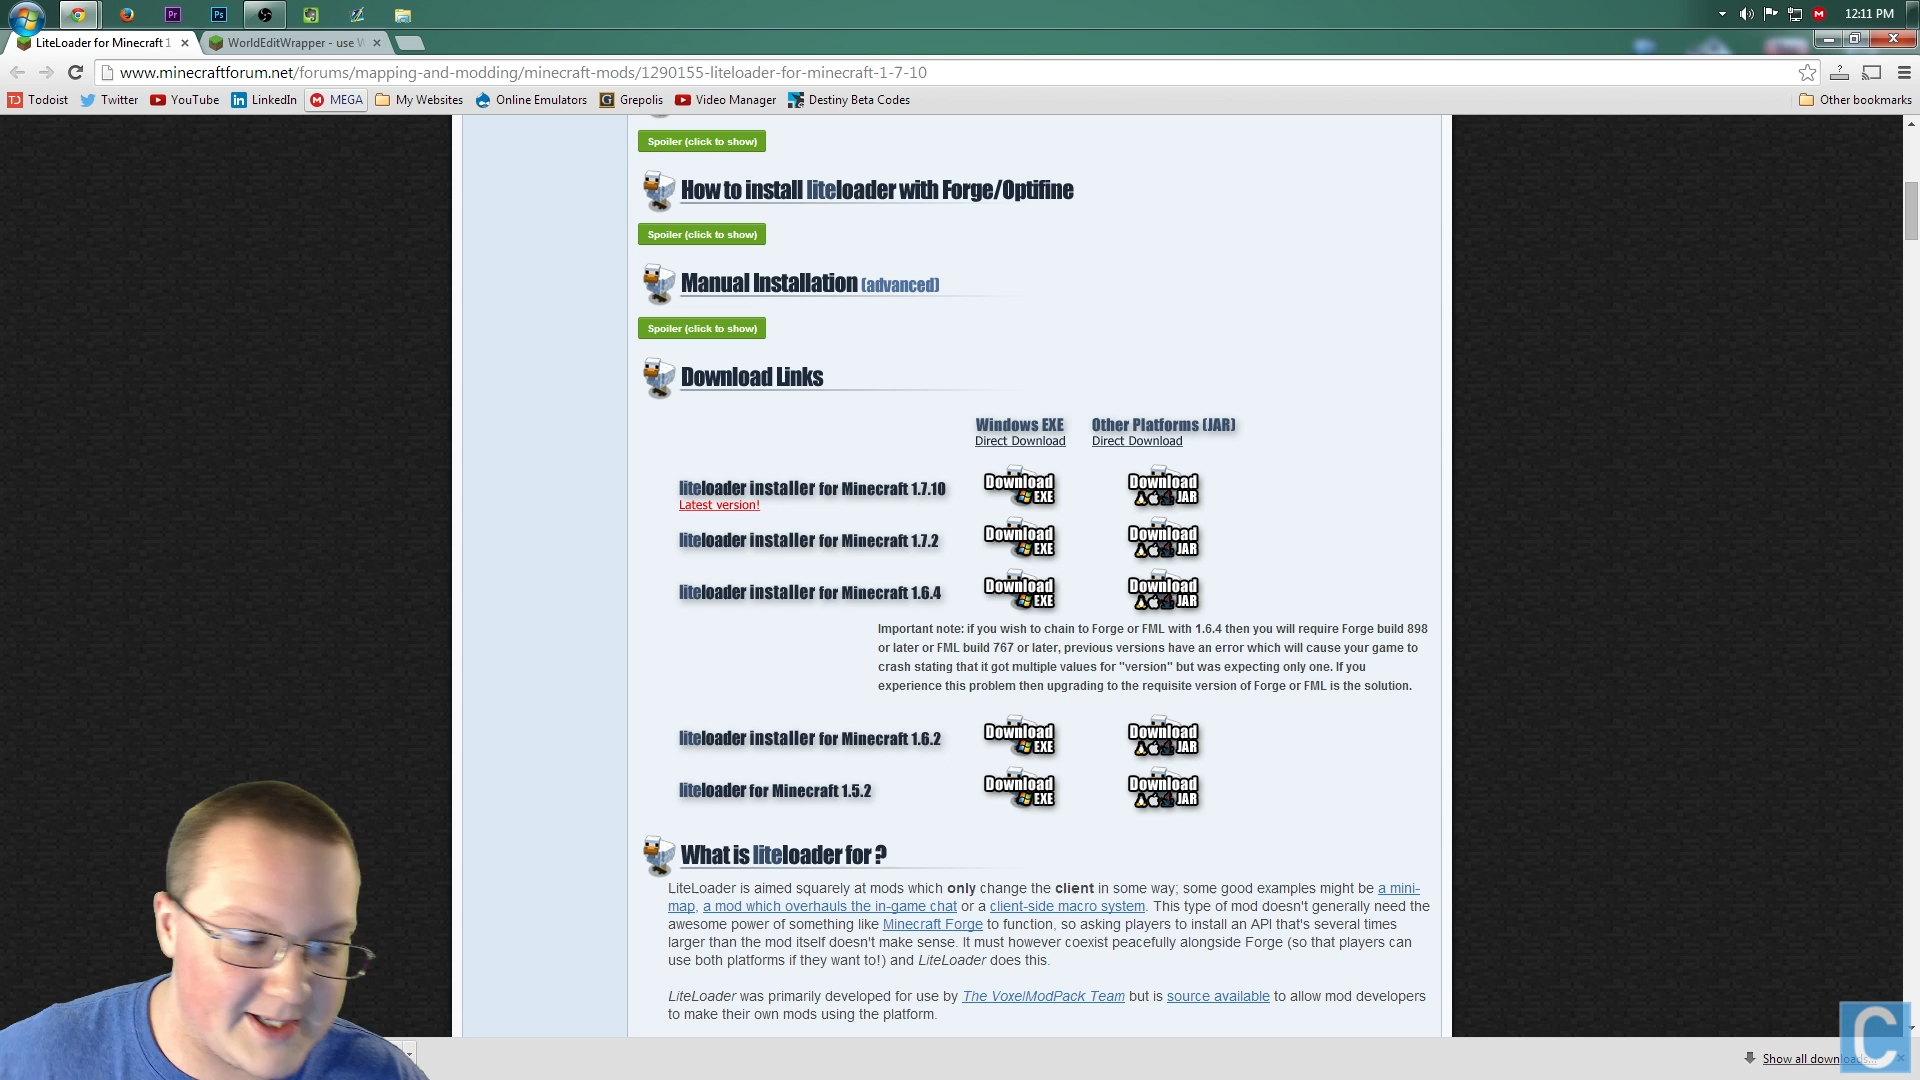 Pr
Ps
12:11 PM
LiteLoader for Minecraft 1
WorldEditWrapper - use W
www.minecraftforum.net/forums/mapping-and-modding/minecraft-mods/1290155-liteloader-for-minecraft-1-7-10
Todoist Twitter YouTube LinkedIn MEGA My Websites Online Emulators Grepolis Video Manager Destiny Beta Codes Other bookmarks
Spoiler (click to show)
How to install liteloader with Forge/Optifine
Spoiler (click to show)
Manual Installation (advanced)
Spoiler (click to show)
Download Links
Windows EXE Other Platforms (JAR)
Direct Download Direct Download
liteloader installer for Minecraft 1.7.10 Download EXE Download JAR
Latest version!
liteloader installer for Minecraft 1.7.2 Download EXE Download JAR
liteloader installer for Minecraft 1.6.4 Download EXE Download JAR
Important note: if you wish to chain to Forge or FML with 1.6.4 then you will require Forge build 898
or later or FML build 767 or later, previous versions have an error which will cause your game to
crash stating that it got multiple values for "version" but was expecting only one. If you
experience this problem then upgrading to the requisite version of Forge or FML is the solution.
liteloader installer for Minecraft 1.6.2 Download EXE Download JAR
liteloader for Minecraft 1.5.2 Download EXE Download JAR
What is liteloader for ?
LiteLoader is aimed squarely at mods which only change the client in some way; some good examples might be a mini-
map, a mod which overhauls the in-game chat or a client-side macro system. This type of mod doesn't generally need the
awesome power of something like Minecraft Forge to function, so asking players to install an API that's several times
larger than the mod itself doesn't make sense. It must however coexist peacefully alongside Forge (so that players can
use both platforms if they want to!) and LiteLoader does this.
LiteLoader was primarily developed for use by The VoxelModPack Team but is source available to allow mod developers
to make their own mods using the platform.
Show all downloads...
C